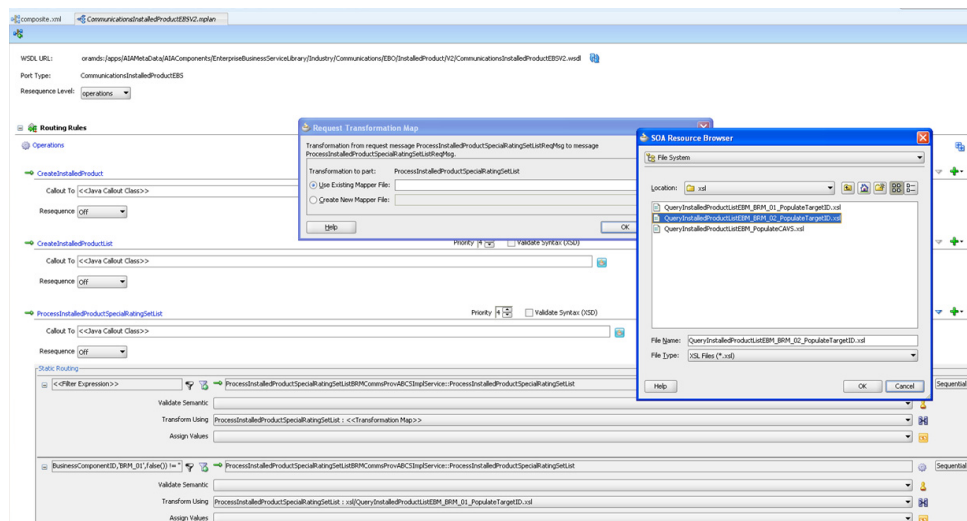 composite.xml
CommunicationsInstalledProductEBSV2.mplan
WSDL URL: oramds:/apps/AIAMetaData/AIAComponents/EnterpriseBusinessServiceLibrary/Industry/Communications/EBO/InstalledProduct/V2/CommunicationsInstalledProductEBSV2.wsdl
Port Type: CommunicationsInstalledProductEBS
Resequence Level: operations
Routing Rules
Operations
CreateInstalledProduct
Callout To <<Java Callout Class>>
Resequence Off
CreateInstalledProductList Priority 4 Validate Syntax (XSD)
Callout To <<Java Callout Class>>
Resequence Off
ProcessInstalledProductSpecialRatingSetList Priority 4 Validate Syntax (XSD)
Callout To <<Java Callout Class>>
Resequence Off
Static Routing
<<Filter Expression>> ProcessInstalledProductSpecialRatingSetListBRMCommsProvABCSImplService::ProcessInstalledProductSpecialRatingSetList Sequential
Validate Semantic
Transform Using ProcessInstalledProductSpecialRatingSetList : <<Transformation Map>>
Assign Values
BusinessComponentID,'BRM_01',false()) != " ProcessInstalledProductSpecialRatingSetListBRMCommsProvABCSImplService::ProcessInstalledProductSpecialRatingSetList Sequential
Validate Semantic
Transform Using ProcessInstalledProductSpecialRatingSetList : xsl/QueryInstalledProductListEBM_BRM_01_PopulateTargetID.xsl
Assign Values
Request Transformation Map
Transformation from request message ProcessInstalledProductSpecialRatingSetListReqMsg to message
ProcessInstalledProductSpecialRatingSetListReqMsg.
Transformation to part: ProcessInstalledProductSpecialRatingSetList
Use Existing Mapper File:
Create New Mapper File:
Help OK
SOA Resource Browser
File System
Location: xsl
QueryInstalledProductListEBM_BRM_01_PopulateTargetID.xsl
QueryInstalledProductListEBM_BRM_02_PopulateTargetID.xsl
QueryInstalledProductListEBM_PopulateCAVS.xsl
File Name: QueryInstalledProductListEBM_BRM_02_PopulateTargetID.xsl
File Type: XSL Files (*.xsl)
Help OK Cancel